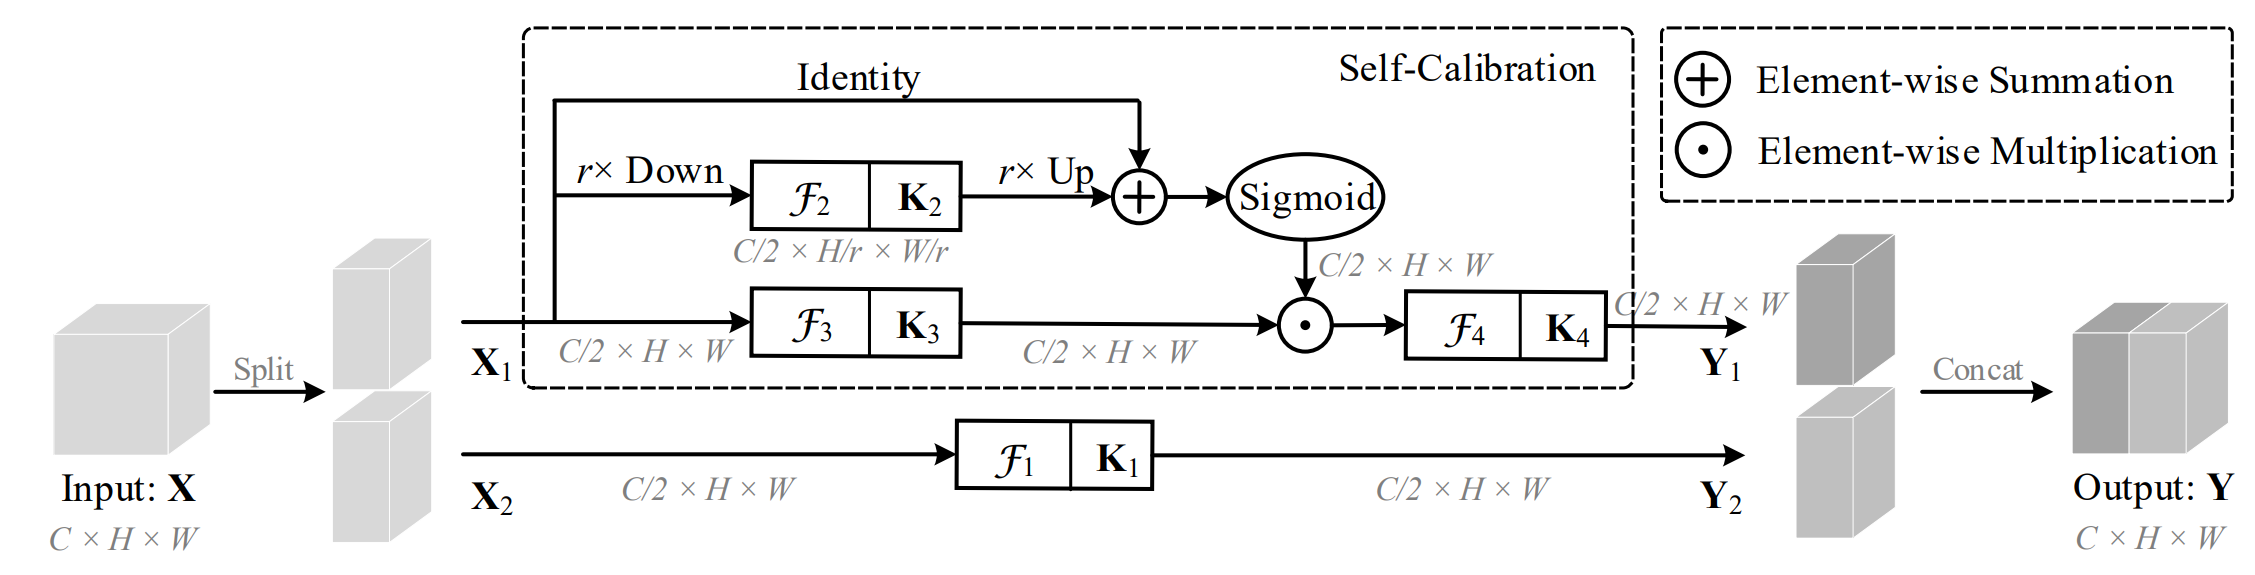 Self-Calibration
Identity
r× Down
ℱ2 K2
r× Up
Sigmoid
C/2 × H/r × W/r
C/2 × H × W
ℱ3 K3
C/2 × H × W
C/2 × H × W
ℱ4 K4
C/2 × H × W
X1
Y1
Element-wise Summation
Element-wise Multiplication
Split
Input: X
C × H × W
X2
C/2 × H × W
ℱ1 K1
C/2 × H × W
Y2
Concat
Output: Y
C × H × W